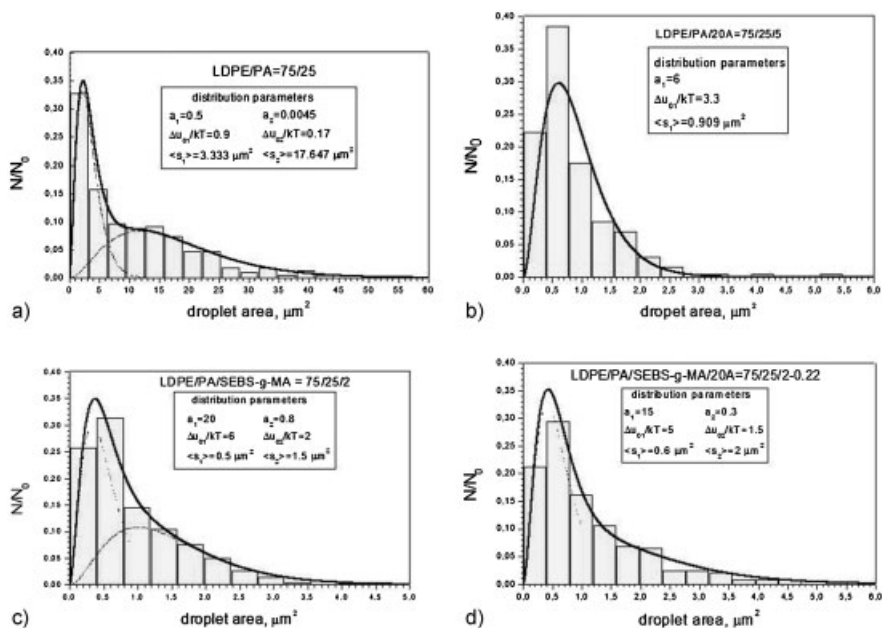 LDPE/PA=75/25
distribution parameters
a₁=0.5 a₂=0.0045
Δu₀₁/kT=0.9 Δu₀₂/kT=0.17
<s₁>=3.333 μm² <s₂>=17.647 μm²
N/N₀
0,40
0,35
0,30
0,25
0,20
0,15
0,10
0,05
0,00
0 5 10 15 20 25 30 35 40 45 50 55 60
droplet area, μm²
a)
LDPE/PA/20A=75/25/5
distribution parameters
a₁=6
Δu₀₁/kT=3.3
<s₁>=0.909 μm²
N/N₀
0,40
0,35
0,30
0,25
0,20
0,15
0,10
0,05
0,00
0,0 0,5 1,0 1,5 2,0 2,5 3,0 3,5 4,0 4,5 5,0 5,5 6,0
droplet area, μm²
b)
LDPE/PA/SEBS-g-MA = 75/25/2
distribution parameters
a₁=20 a₂=0.8
Δu₀₁/kT=6 Δu₀₂/kT=2
<s₁>=0.5 μm² <s₂>=1.5 μm²
N/N₀
0,40
0,35
0,30
0,25
0,20
0,15
0,10
0,05
0,00
0,0 0,5 1,0 1,5 2,0 2,5 3,0 3,5 4,0 4,5 5,0
droplet area, μm²
c)
LDPE/PA/SEBS-g-MA/20A=75/25/2-0.22
distribution parameters
a₁=15 a₂=0.3
Δu₀₁/kT=5 Δu₀₂/kT=1.5
<s₁>=0.6 μm² <s₂>=2 μm²
N/N₀
0,40
0,35
0,30
0,25
0,20
0,15
0,10
0,05
0,00
0,0 0,5 1,0 1,5 2,0 2,5 3,0 3,5 4,0 4,5 5,0 5,5 6,0
droplet area, μm²
d)